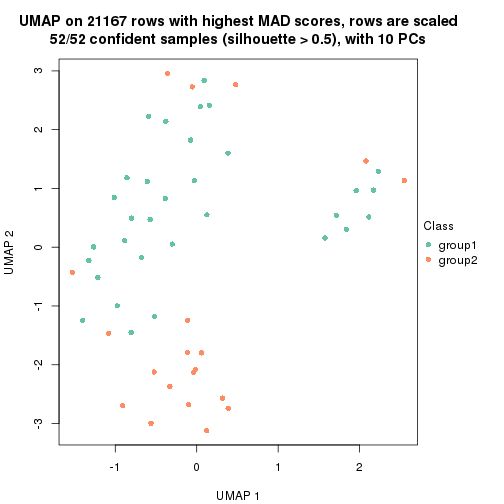 UMAP on 21167 rows with highest MAD scores, rows are scaled
52/52 confident samples (silhouette > 0.5), with 10 PCs
3
2
1
0
-1
-2
-3
UMAP 2
-1
0
1
2
UMAP 1
Class
group1
group2